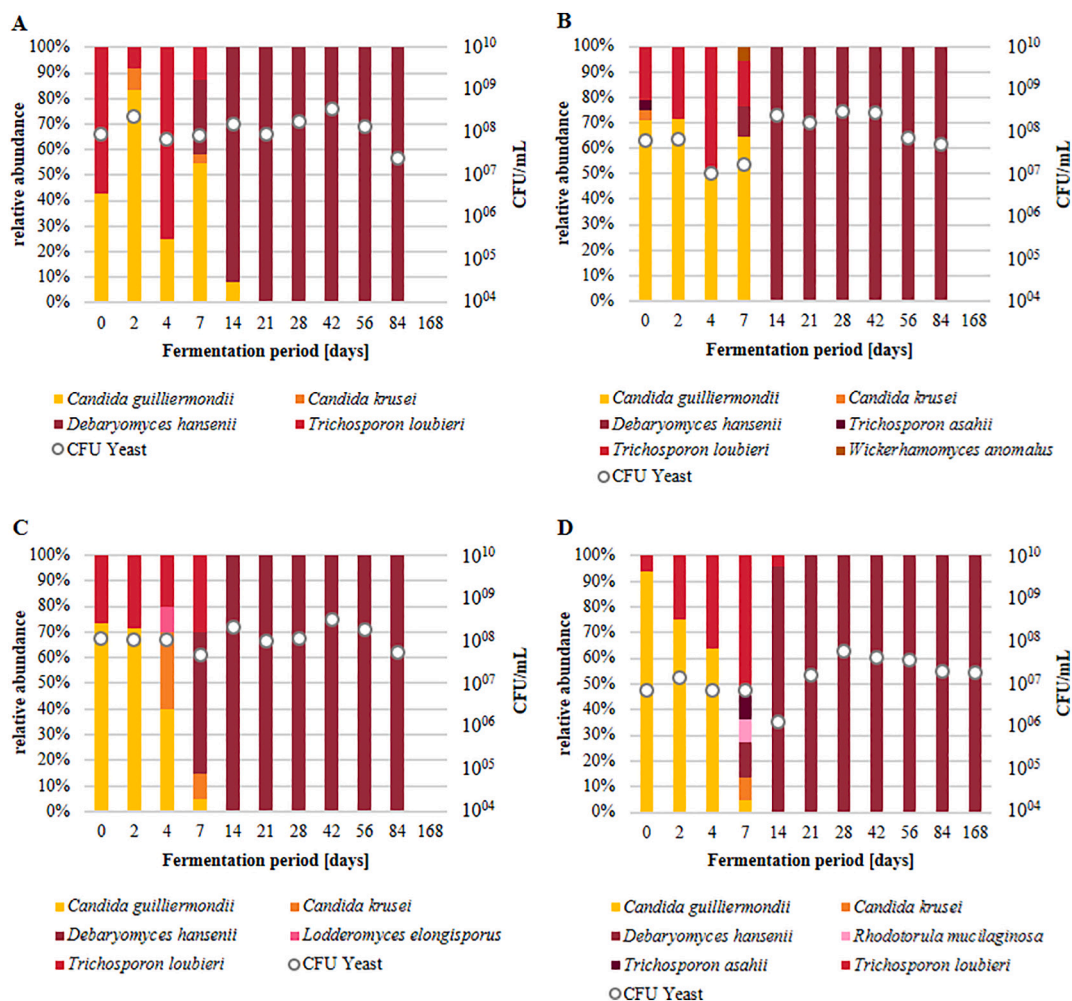 A
100%
90%
80%
70%
60%
50%
40%
30%
20%
10%
0%
relative abundance
10^10
10^09
10^08
10^07
10^06
10^05
10^04
CFU/mL
0 2 4 7 14 21 28 42 56 84 168
Fermentation period [days]
Candida guilliermondii Candida krusei
Debaryomyces hansenii Trichosporon loubieri
CFU Yeast
B
100%
90%
80%
70%
60%
50%
40%
30%
20%
10%
0%
relative abundance
10^10
10^09
10^08
10^07
10^06
10^05
10^04
CFU/mL
0 2 4 7 14 21 28 42 56 84 168
Fermentation period [days]
Candida guilliermondii Candida krusei
Debaryomyces hansenii Trichosporon asahii
Trichosporon loubieri Wickerhamomyces anomalus
CFU Yeast
C
100%
90%
80%
70%
60%
50%
40%
30%
20%
10%
0%
relative abundance
10^10
10^09
10^08
10^07
10^06
10^05
10^04
CFU/mL
0 2 4 7 14 21 28 42 56 84 168
Fermentation period [days]
Candida guilliermondii Candida krusei
Debaryomyces hansenii Lodderomyces elongisporus
Trichosporon loubieri CFU Yeast
D
100%
90%
80%
70%
60%
50%
40%
30%
20%
10%
0%
relative abundance
10^10
10^09
10^08
10^07
10^06
10^05
10^04
CFU/mL
0 2 4 7 14 21 28 42 56 84 168
Fermentation period [days]
Candida guilliermondii Candida krusei
Debaryomyces hansenii Rhodotorula mucilaginosa
Trichosporon asahii Trichosporon loubieri
CFU Yeast